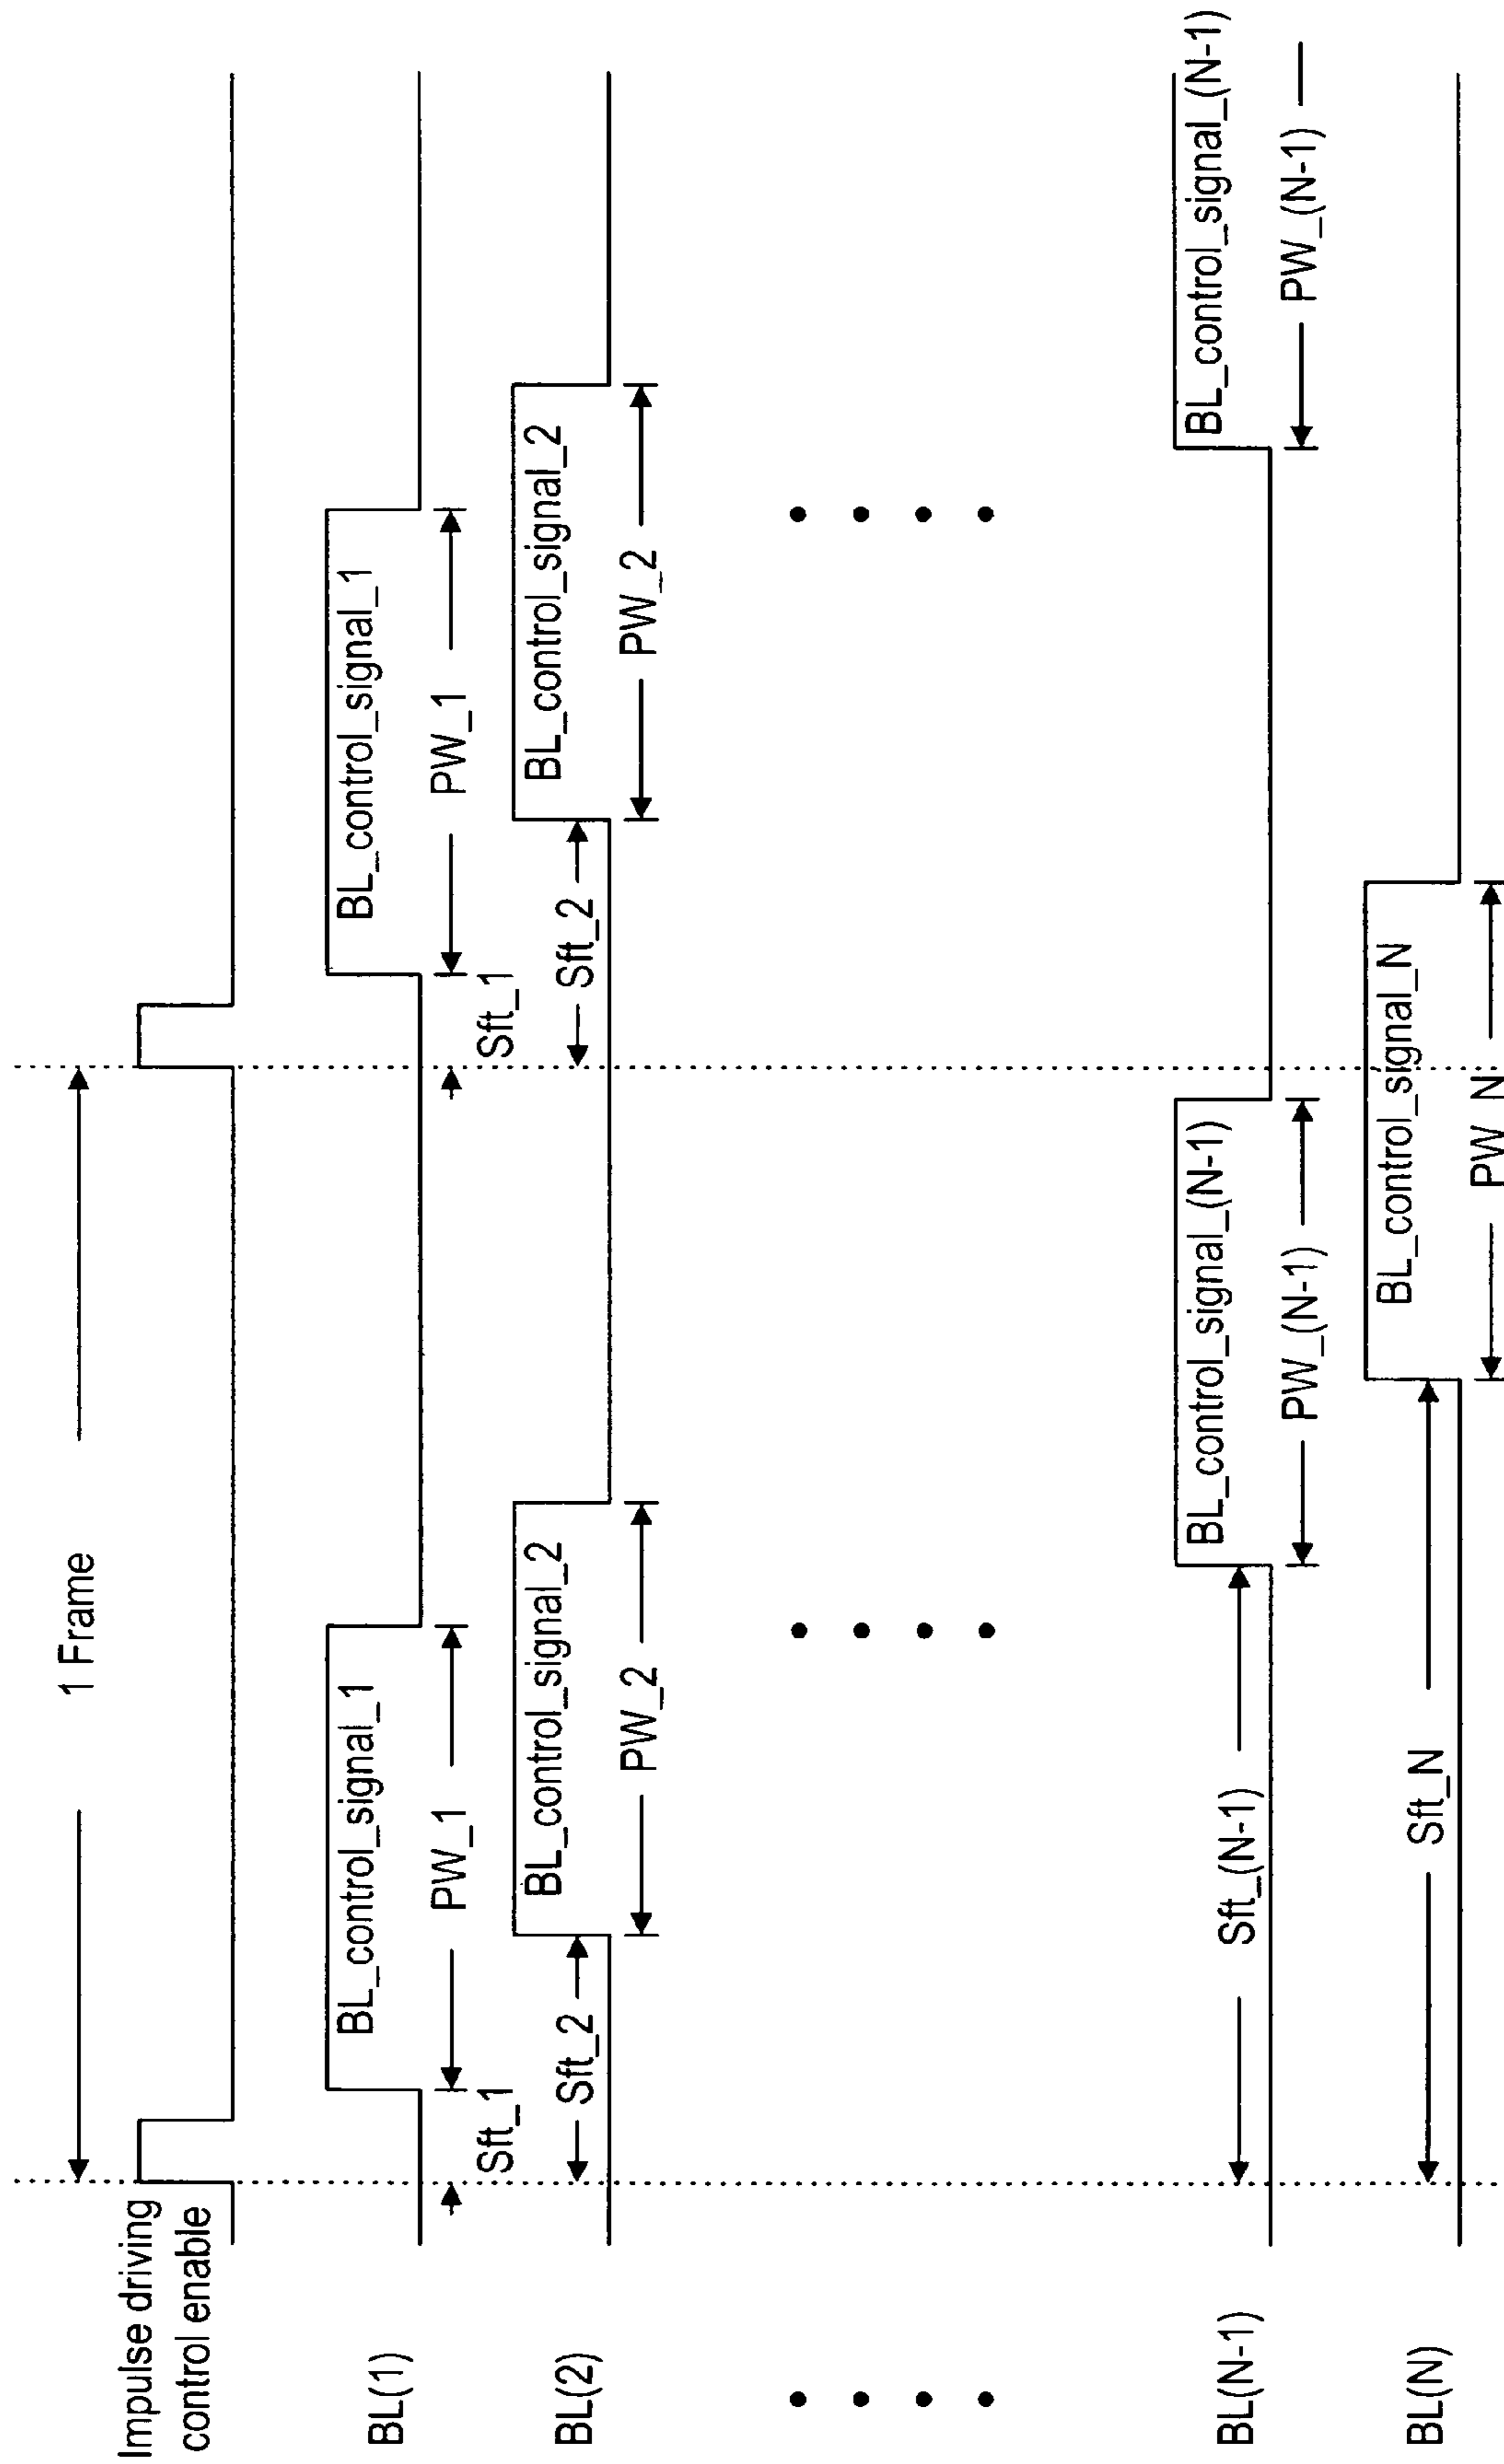 1 Frame
Impulse driving
control enable
BL(1)
BL_control_signal_1
BL_control_signal_1
PW_1
PW_1
Sft_1
Sft_1
BL(2)
BL_control_signal_2
BL_control_signal_2
Sft_2
Sft_2
PW_2
PW_2
BL(N-1)
BL_control_signal_(N-1)
BL_control_signal_(N-1)
Sft_(N-1)
PW_(N-1)
PW_(N-1)
BL(N)
BL_control_signal_N
Sft_N
PW_N